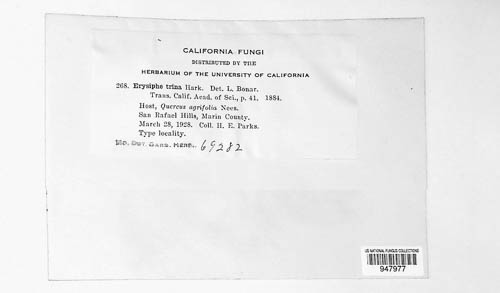 CALIFORNIA FUNGI
DISTRIBUTED BY THE
HERBARIUM OF THE UNIVERSITY OF CALIFORNIA
268. Erysiphe trina Hark. Det. L. Bonar.
Trans. Calif. Acad. of Sci., p. 41. 1884.
Host, Quercus agrifolia Nees.
San Rafael Hills, Marin County.
March 28, 1928. Coll. H. E. Parks.
Type locality.
MO. BOT. GARD. HERB. 69282
US NATIONAL FUNGUS COLLECTIONS
947977